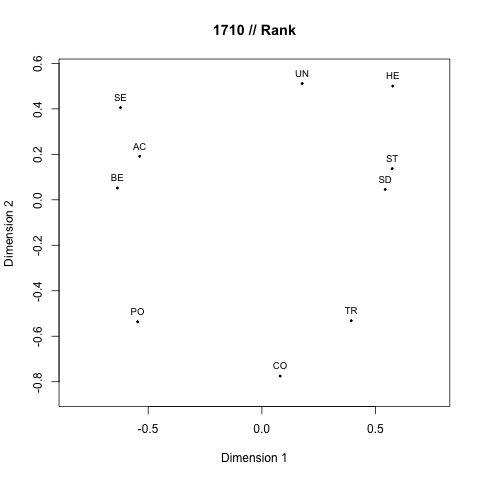 1710 // Rank
UN
HE
SE
AC
ST
BE
SD
PO
TR
CO
0.6
0.4
0.2
0.0
-0.2
-0.4
-0.6
-0.8
Dimension 2
-0.5
0.0
0.5
Dimension 1